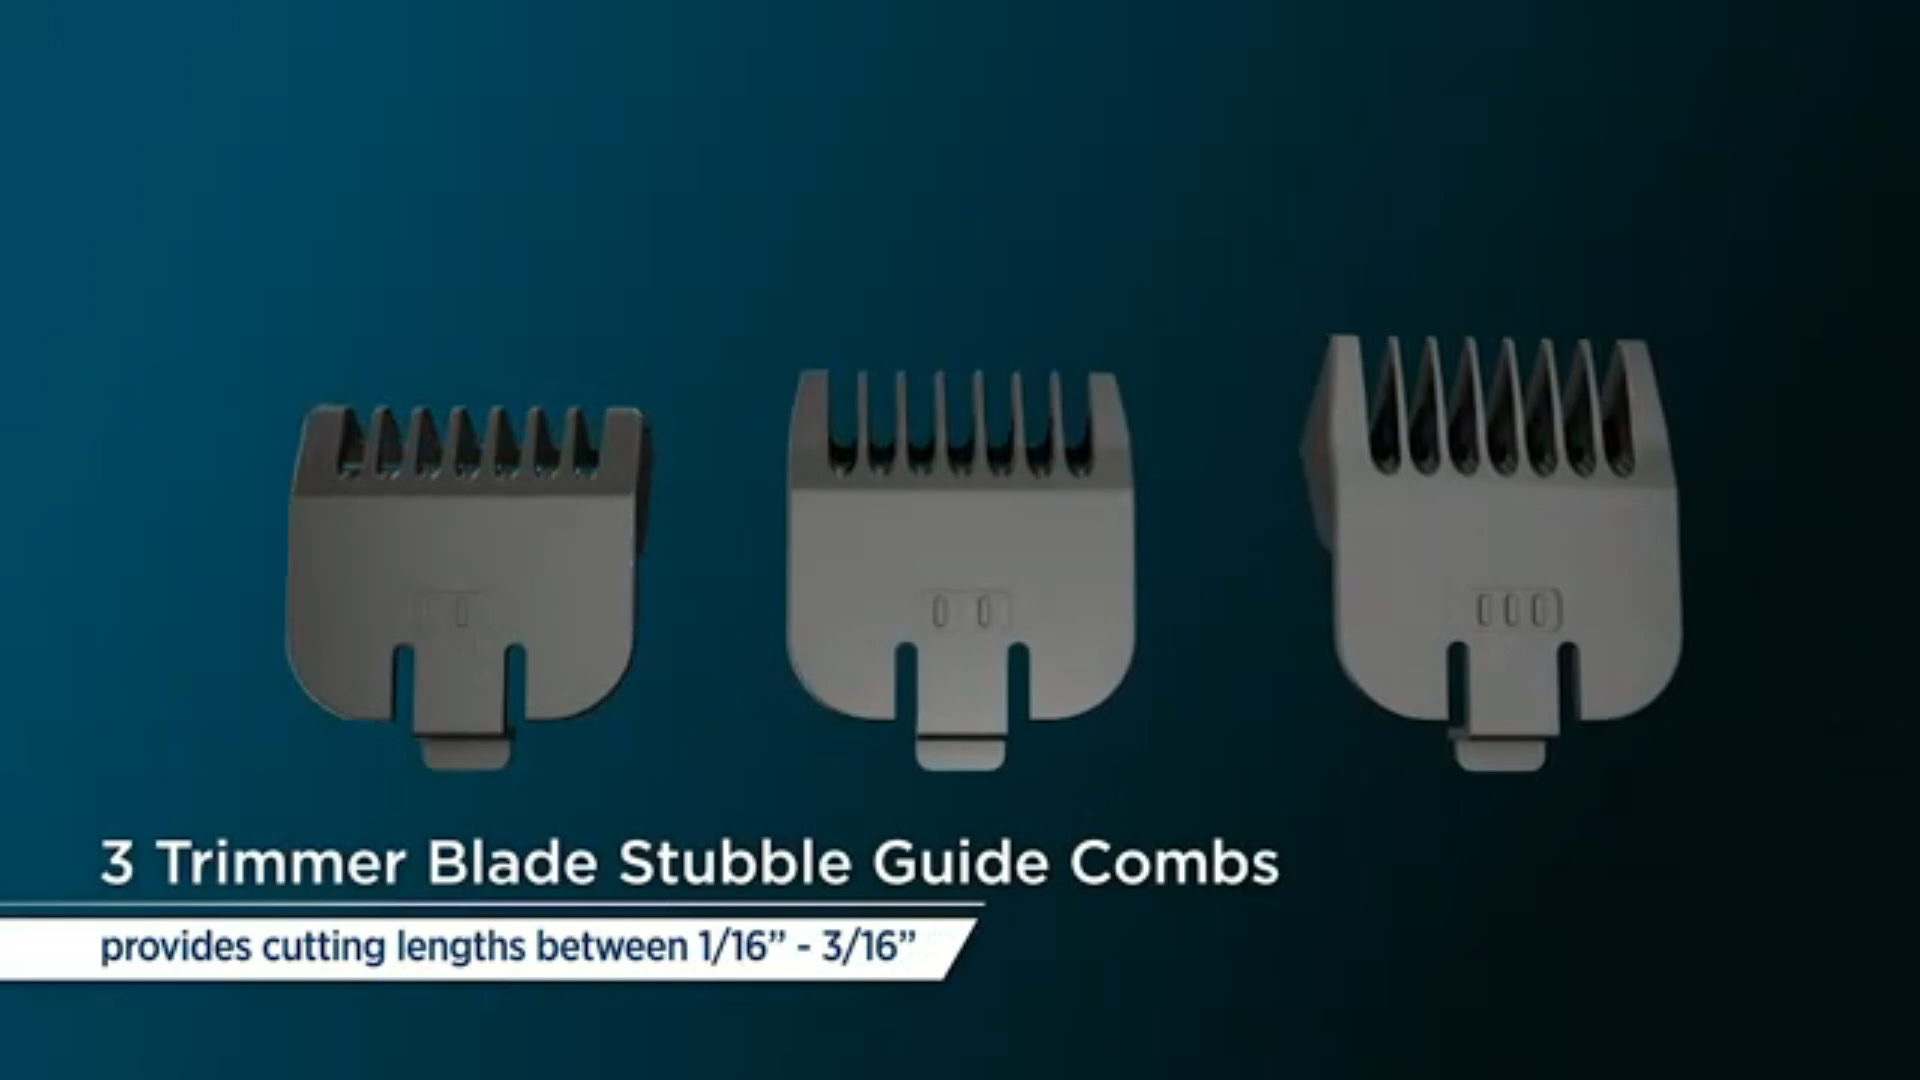 3 Trimmer Blade Stubble Guide Combs
provides cutting lengths between 1/16” - 3/16”